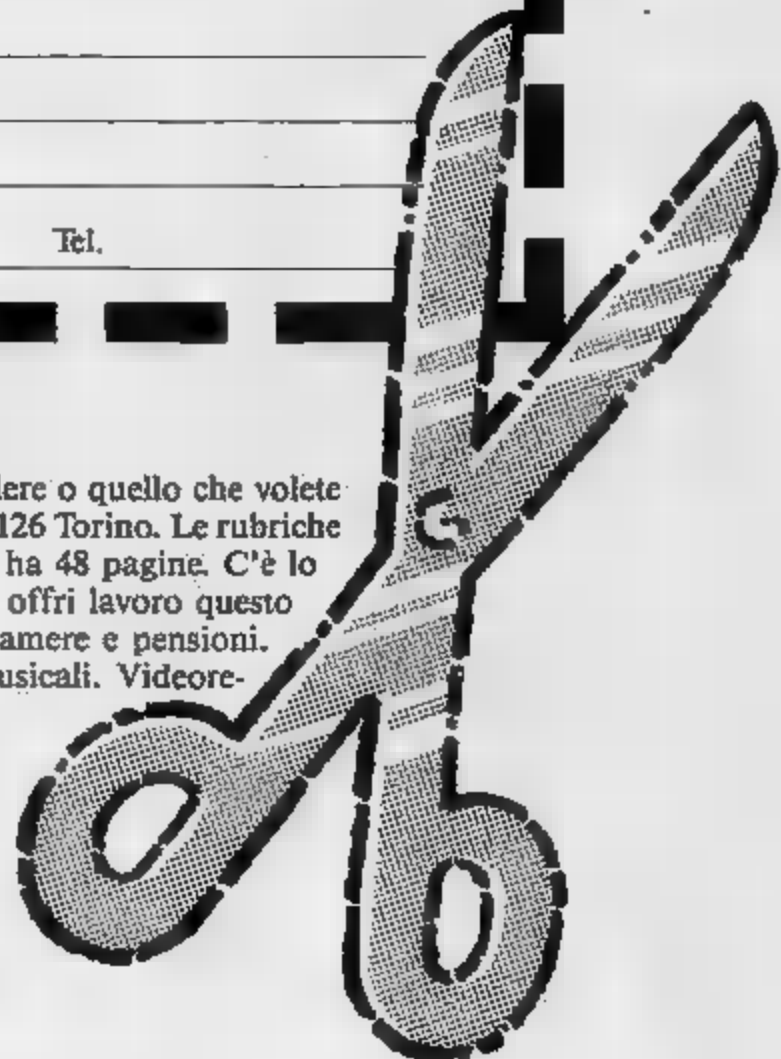 Tel.
dere o quello che volete
126 Torino. Le rubriche
ha 48 pagine. C'è lo
offri lavoro questo
amere e pensioni.
usicali. Videore-